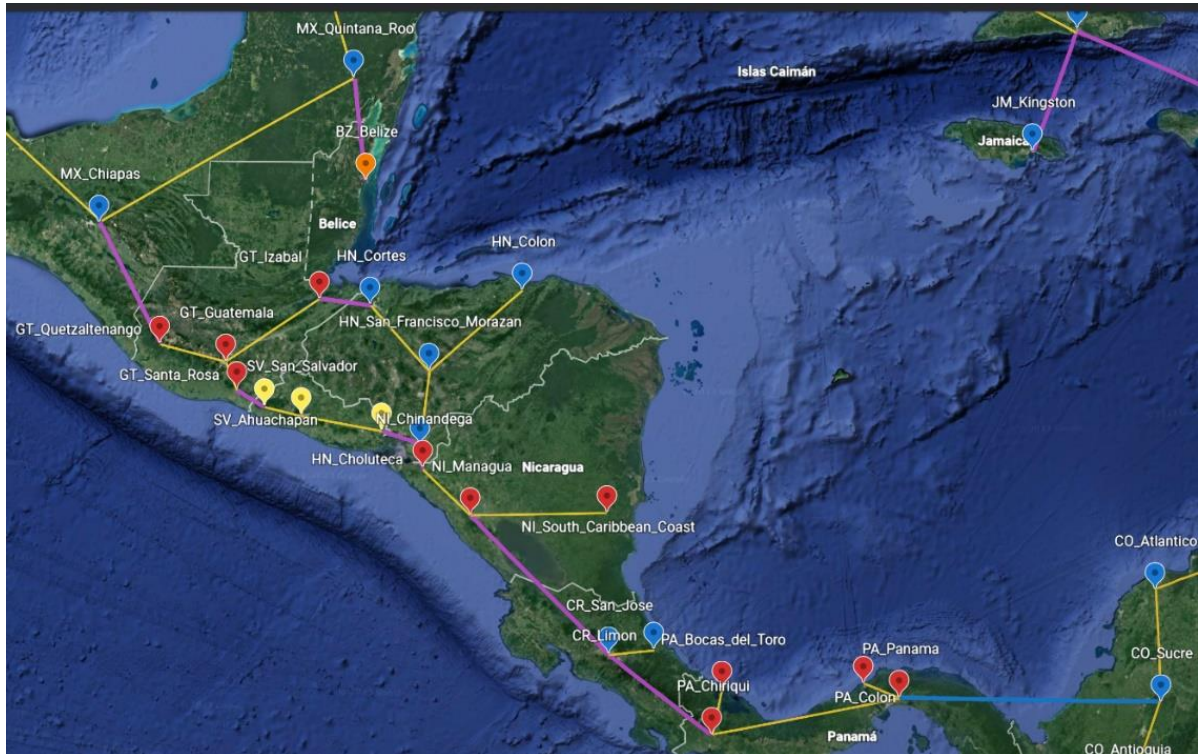 MX_Quintana_Roo
Islas Caimán
JM_Kingston
BZ_Belize
Jamaica
MX_Chiapas
Belice
HN_Colon
GT_Izabal
HN_Cortes
GT_Guatemala
HN_San_Francisco_Morazan
GT_Quetzaltenango
SV_San_Salvador
GT_Santa_Rosa
SV_Ahuachapán
NI_Chinandega
HN_Choluteca
NI_Managua
Nicaragua
NI_South_Caribbean_Coast
CO_Atlantico
CR_San_Jose
CR_Limon
PA_Bocas_del_Toro
PA_Panama
CO_Sucre
PA_Chiriqui
PA_Colon
Panamá
CO_Antioquia